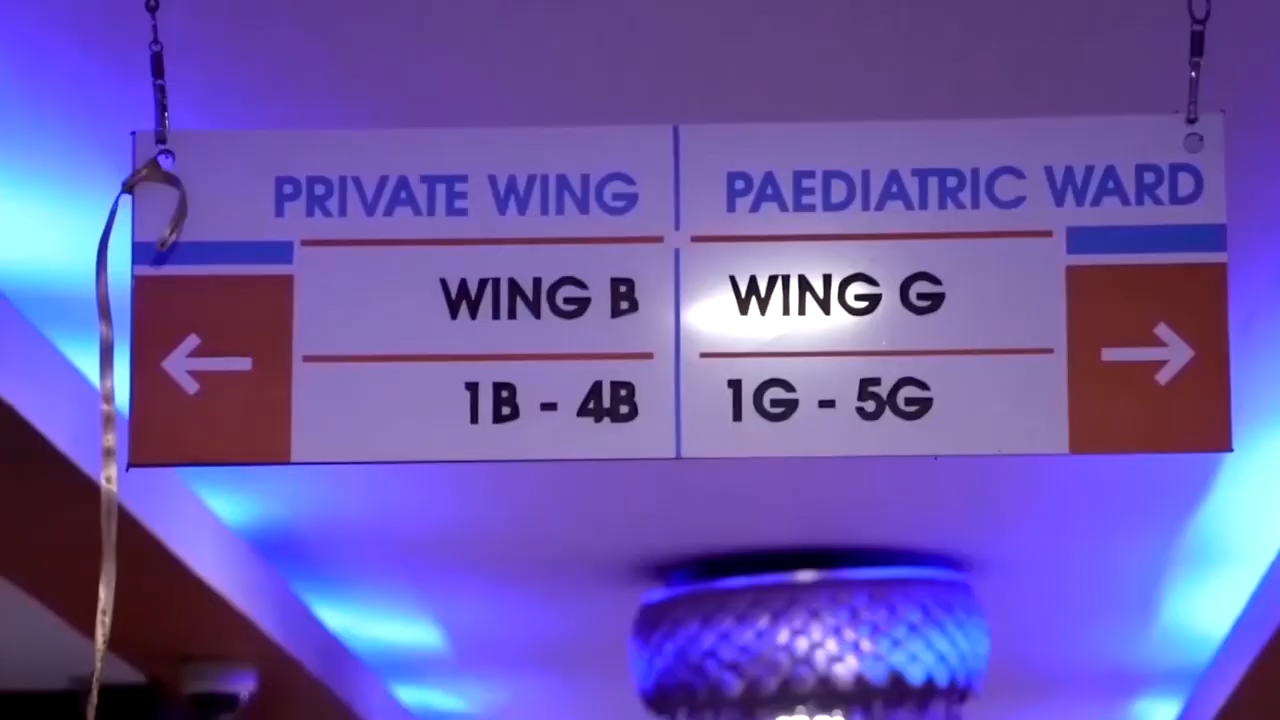 PRIVATE WING
WING B
1B - 4B
PAEDIATRIC WARD
WING G
1G - 5G